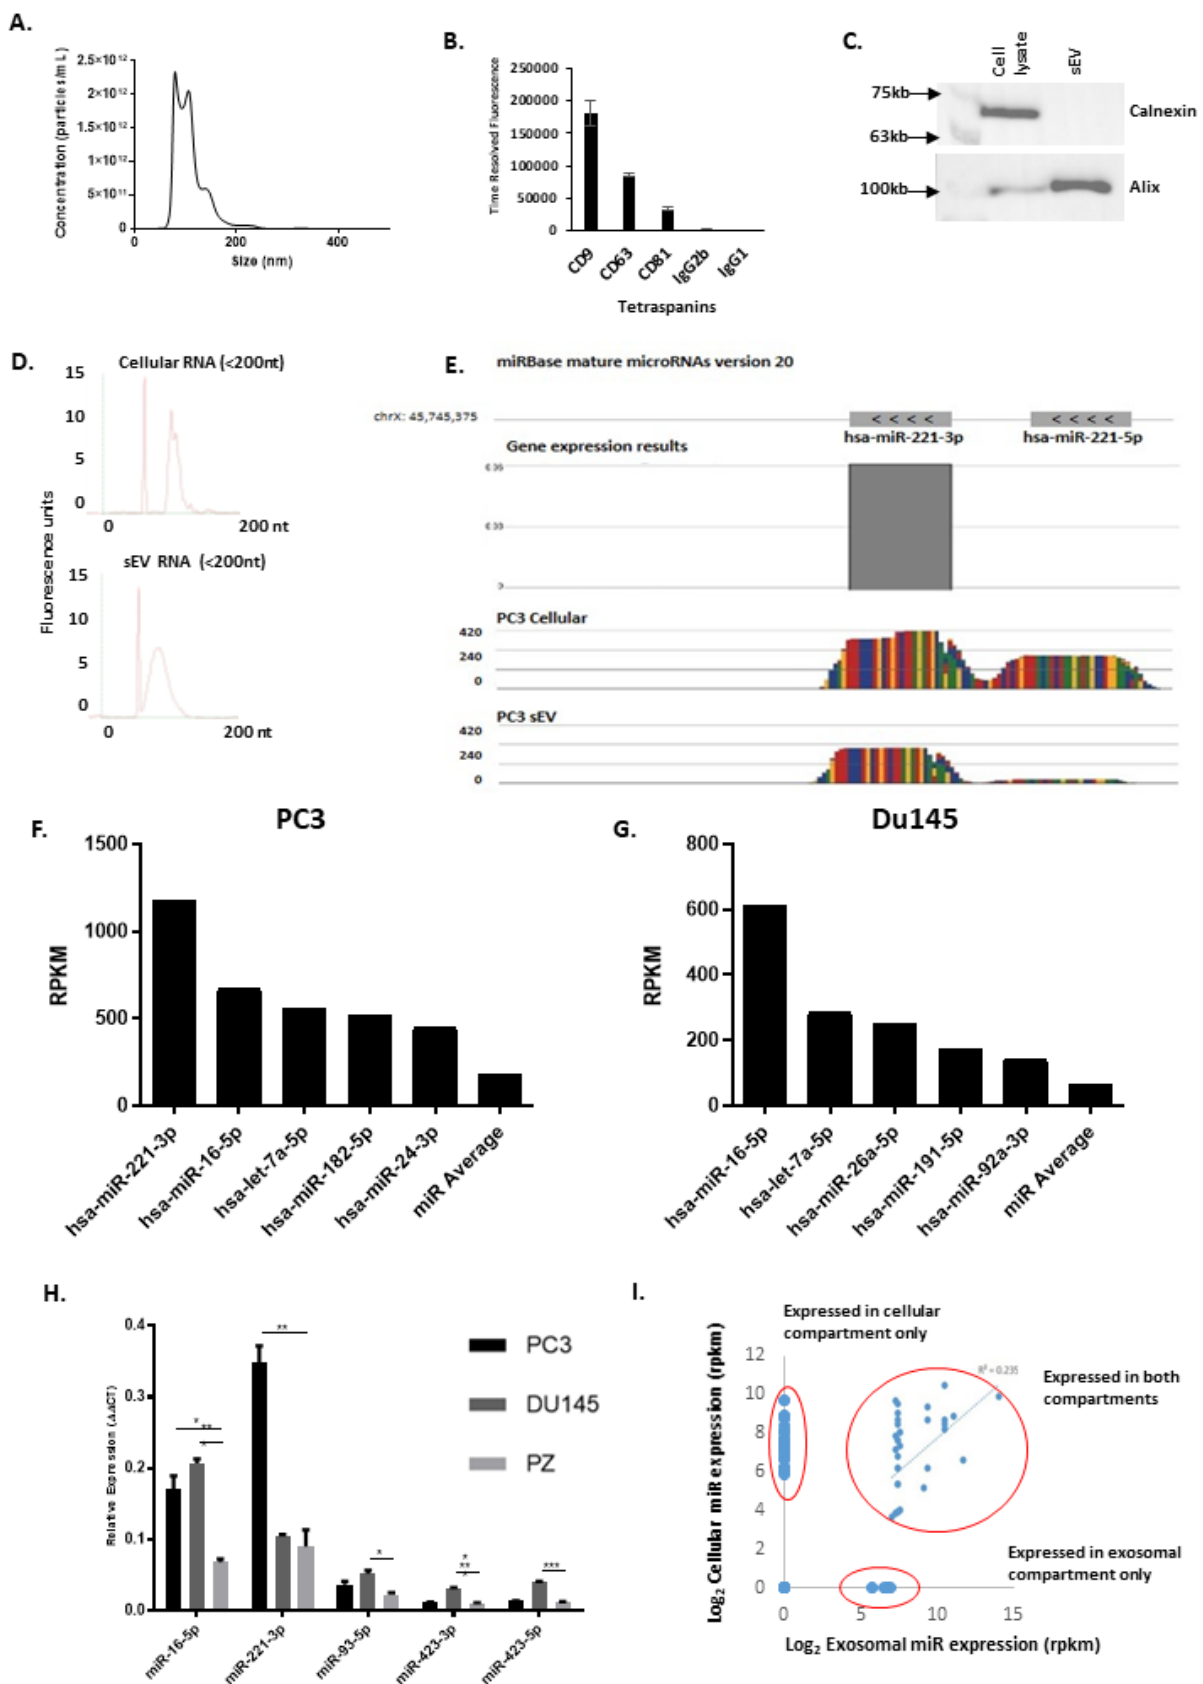 A.
Concentration (particles/mL)
2.5×10¹²
2×10¹²
1.5×10¹²
1×10¹²
5×10¹¹
0
0
200
400
Size (nm)
B.
Time Resolved Fluorescence
250000
200000
150000
100000
50000
0
CD9
CD63
CD81
IgG2b
IgG1
Tetraspanins
C.
Cell lysate
sEV
75kb
63kb
Calnexin
100kb
Alix
D.
Cellular RNA (<200nt)
15
10
5
0
0
200 nt
sEV RNA (<200nt)
15
10
5
0
0
200 nt
Fluorescence units
E.
miRBase mature microRNAs version 20
chrX: 45,745,375
< < < <
< < < <
hsa-miR-221-3p
hsa-miR-221-5p
Gene expression results
0
PC3 Cellular
420
240
0
PC3 sEV
420
240
0
F.
PC3
RPKM
1500
1000
500
0
hsa-miR-221-3p
hsa-miR-16-5p
hsa-let-7a-5p
hsa-miR-182-5p
hsa-miR-24-3p
miR Average
G.
Du145
RPKM
800
600
400
200
0
hsa-miR-16-5p
hsa-let-7a-5p
hsa-miR-26a-5p
hsa-miR-191-5p
hsa-miR-92a-3p
miR Average
H.
Relative Expression (ΔΔCT)
0.4
0.3
0.2
0.1
0.0
*
**
*
**
*
*
**
*
***
PC3
DU145
PZ
miR-16-5p
miR-221-3p
miR-93-5p
miR-423-3p
miR-423-5p
I.
Expressed in cellular
compartment only
Log₂ Cellular miR expression (rpkm)
12
10
8
6
4
2
0
R² = 0.235
Expressed in both
compartments
Expressed in exosomal
compartment only
0
5
10
15
Log₂ Exosomal miR expression (rpkm)